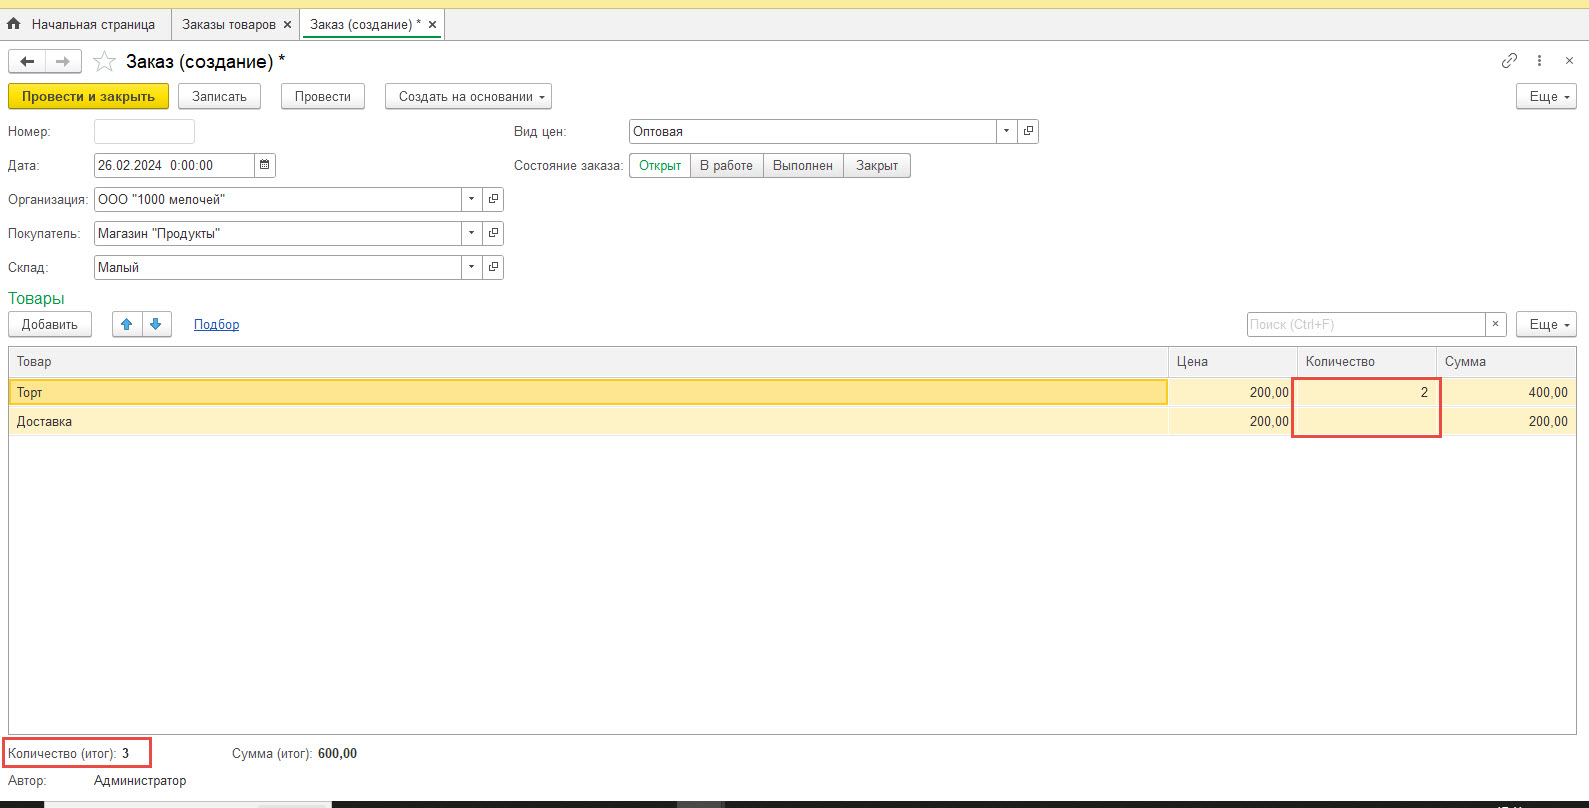 Начальная страница
Заказы товаров ×
Заказ (создание) * ×
Заказ (создание) *
Провести и закрыть
Записать
Провести
Создать на основании
Еще
Номер:
Вид цен: Оптовая
Дата: 26.02.2024 0:00:00
Состояние заказа: Открыт В работе Выполнен Закрыт
Организация: ООО "1000 мелочей"
Покупатель: Магазин "Продукты"
Склад: Малый
Товары
Добавить
Подбор
Поиск (Ctrl+F) ×
Еще
Товар Цена Количество Сумма
Торт 200,00 2 400,00
Доставка 200,00 200,00
Количество (итог): 3
Сумма (итог): 600,00
Автор: Администратор